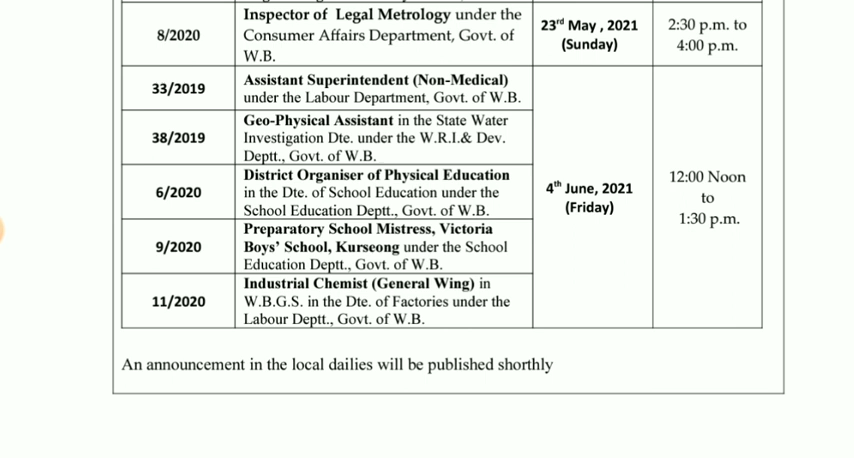 8/2020
Inspector of Legal Metrology under the
Consumer Affairs Department, Govt. of
W.B.
23rd May , 2021
(Sunday)
2:30 p.m. to
4:00 p.m.
33/2019
Assistant Superintendent (Non-Medical)
under the Labour Department, Govt. of W.B.
38/2019
Geo-Physical Assistant in the State Water
Investigation Dte. under the W.R.I.& Dev.
Deptt., Govt. of W.B.
6/2020
District Organiser of Physical Education
in the Dte. of School Education under the
School Education Deptt., Govt. of W.B.
4th June, 2021
(Friday)
12:00 Noon
to
1:30 p.m.
9/2020
Preparatory School Mistress, Victoria
Boys' School, Kurseong under the School
Education Deptt., Govt. of W.B.
11/2020
Industrial Chemist (General Wing) in
W.B.G.S. in the Dte. of Factories under the
Labour Deptt., Govt. of W.B.
An announcement in the local dailies will be published shorthly